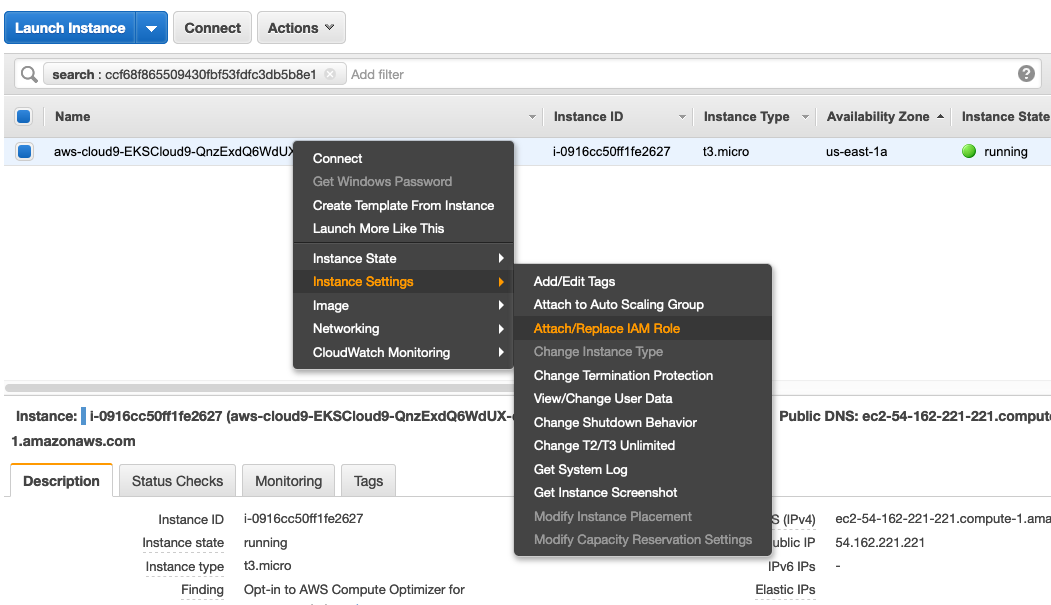 Launch Instance
Connect
Actions
search : ccf68f865509430fbf53fdfc3db5b8e1
Add filter
Name
Instance ID
Instance Type
Availability Zone
Instance State
aws-cloud9-EKSCloud9-QnzExdQ6WdUX
i-0916cc50ff1fe2627
t3.micro
us-east-1a
running
Connect
Get Windows Password
Create Template From Instance
Launch More Like This
Instance State
Instance Settings
Image
Networking
CloudWatch Monitoring
Add/Edit Tags
Attach to Auto Scaling Group
Attach/Replace IAM Role
Change Instance Type
Change Termination Protection
View/Change User Data
Change Shutdown Behavior
Change T2/T3 Unlimited
Get System Log
Get Instance Screenshot
Modify Instance Placement
Modify Capacity Reservation Settings
Instance: i-0916cc50ff1fe2627 (aws-cloud9-EKSCloud9-QnzExdQ6WdUX-
Public DNS: ec2-54-162-221-221.compute
1.amazonaws.com
Description
Status Checks
Monitoring
Tags
Instance ID i-0916cc50ff1fe2627
S (IPv4) ec2-54-162-221-221.compute-1.ama
Instance state running
ublic IP 54.162.221.221
Instance type t3.micro
IPv6 IPs -
Finding Opt-in to AWS Compute Optimizer for
Elastic IPs